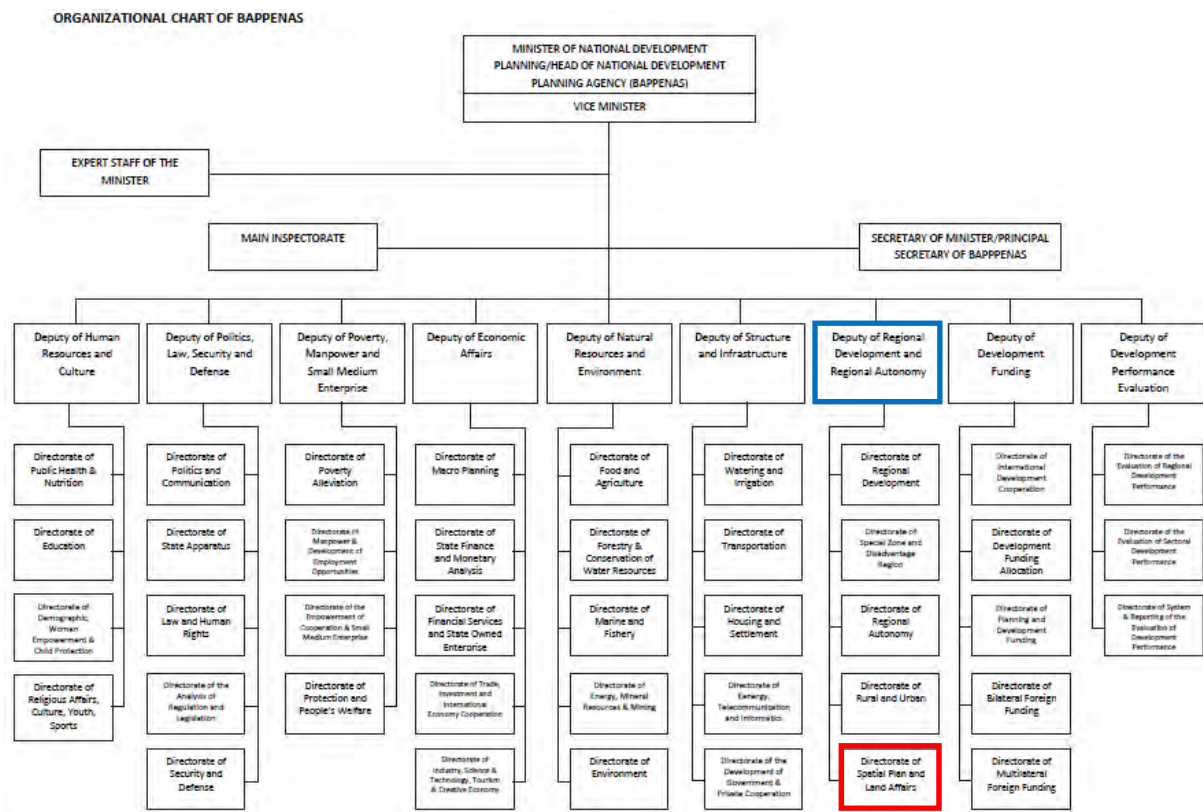 ORGANIZATIONAL CHART OF BAPPENAS
MINISTER OF NATIONAL DEVELOPMENT
PLANNING/HEAD OF NATIONAL DEVELOPMENT
PLANNING AGENCY (BAPPENAS)
VICE MINISTER
EXPERT STAFF OF THE
MINISTER
MAIN INSPECTORATE
SECRETARY OF MINISTER/PRINCIPAL
SECRETARY OF BAPPPENAS
Deputy of Human
Resources and
Culture
Deputy of Politics,
Law, Security and
Defense
Deputy of Poverty,
Manpower and
Small Medium
Enterprise
Deputy of Economic
Affairs
Deputy of Natural
Resources and
Environment
Deputy of Structure
and Infrastructure
Deputy of Regional
Development and
Regional Autonomy
Deputy of
Development
Funding
Deputy of
Development
Performance
Evaluation
Directorate of
Public Health &
Nutrition
Directorate of
Politics and
Communication
Directorate of
Poverty
Alleviation
Directorate of
Macro Planning
Directorate of
Food and
Agriculture
Directorate of
Watering and
Irrigation
Directorate of
Regional
Development
Directorate of
International
Development
Cooperation
Directorate of the
Evaluation of Regional
Development
Performance
Directorate of
Education
Directorate of
State Apparatus
Directorate of
Manpower &
Development of
Employment
Opportunities
Directorate of
State Finance
and Monetary
Analysis
Directorate of
Forestry &
Conservation of
Water Resources
Directorate of
Transportation
Directorate of
Special Zone and
Disadvantage
Region
Directorate of
Development
Funding
Allocation
Directorate of the
Evaluation of Sectoral
Development
Performance
Directorate of
Demographic,
Woman
Empowerment &
Child Protection
Directorate of
Law and Human
Rights
Directorate of the
Empowerment of
Cooperation & Small
Medium Enterprise
Directorate of
Financial Services
and State Owned
Enterprise
Directorate of
Marine and
Fishery
Directorate of
Housing and
Settlement
Directorate of
Regional
Autonomy
Directorate of
Planning and
Development
Funding
Directorate of System
& Reporting of the
Evaluation of
Development
Performance
Directorate of
Religious Affairs,
Culture, Youth,
Sports
Directorate of the
Analysis of
Regulation and
Legislation
Directorate of
Protection and
People's Welfare
Directorate of Trade,
Investment and
International
Economy Cooperation
Directorate of
Energy, Mineral
Resources & Mining
Directorate of
Eenergy,
Telecommunication
and Informatics
Directorate of
Rural and Urban
Directorate of
Bilateral Foreign
Funding
Directorate of
Security and
Defense
Directorate of
Industry, Science &
Technology, Tourism
& Creative Economy
Directorate of
Environment
Directorate of the
Development of
Government &
Private Cooperation
Directorate of
Spatial Plan and
Land Affairs
Directorate of
Multilateral
Foreign Funding